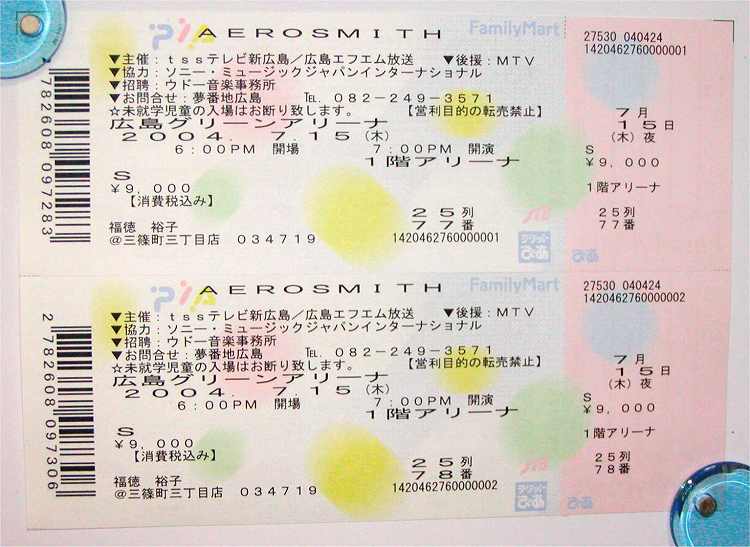 PIA AEROSMITH FamilyMart
▼主催：tssテレビ新広島／広島エフエム放送 ▼後援：MTV
▼協力：ソニー・ミュージックジャパンインターナショナル
▼招聘：ウドー音楽事務所
▼お問合せ：夢番地広島 TEL 082-249-3571
☆未就学児童の入場はお断り致します。 【営利目的の転売禁止】
広島グリーンアリーナ
2004. 7.15(木)
6:00PM 開場 7:00PM 開演
1階アリーナ
S
¥9,000
【消費税込み】
25列
77番
福徳 裕子
@三篠町三丁目店 034719 1420462760000001
チケットぴあ
2 782608 097283
27530 040424
1420462760000001
7月
15日
(木)夜
S
¥9,000
1階アリーナ
25列
77番
ぴあ
PIA AEROSMITH FamilyMart
▼主催：tssテレビ新広島／広島エフエム放送 ▼後援：MTV
▼協力：ソニー・ミュージックジャパンインターナショナル
▼招聘：ウドー音楽事務所
▼お問合せ：夢番地広島 TEL 082-249-3571
☆未就学児童の入場はお断り致します。 【営利目的の転売禁止】
広島グリーンアリーナ
2004. 7.15(木)
6:00PM 開場 7:00PM 開演
1階アリーナ
S
¥9,000
【消費税込み】
25列
78番
福徳 裕子
@三篠町三丁目店 034719 1420462760000002
チケットぴあ
2 782608 097306
27530 040424
1420462760000002
7月
15日
(木)夜
S
¥9,000
1階アリーナ
25列
78番
ぴあ